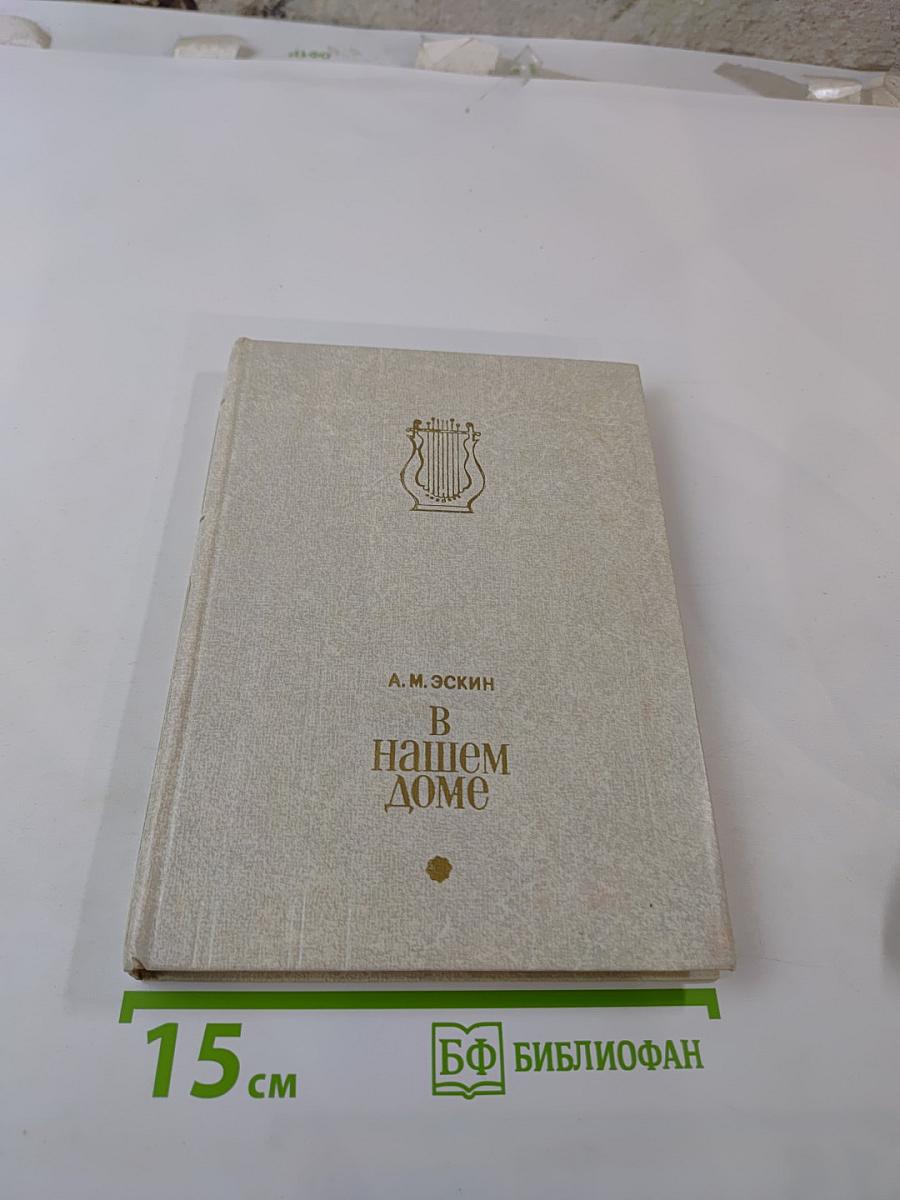 А. М. ЭСКИН
В
НАШЕМ
ДОМЕ
15 см
БФ БИБЛИОФАН